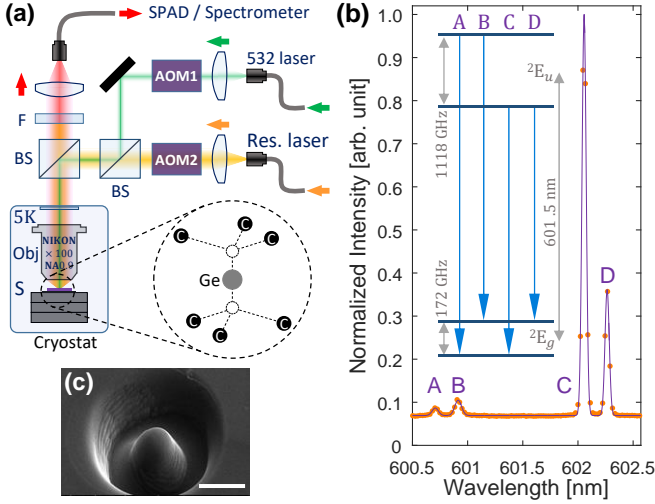 (a)
SPAD / Spectrometer
532 laser
AOM1
F
Res. laser
BS
AOM2
BS
5K
NIKON
Obj × 100
NA0.9
S
Cryostat
Ge
C
C
C
C
C
C
(c)
(b)
Normalized Intensity [arb. unit]
1
0.9
0.8
0.7
0.6
0.5
0.4
0.3
0.2
0.1
0
A B C D
²Eᵤ
1118 GHz
601.5 nm
172 GHz
²E_g
A
B
C
D
600.5
601
601.5
602
602.5
Wavelength [nm]